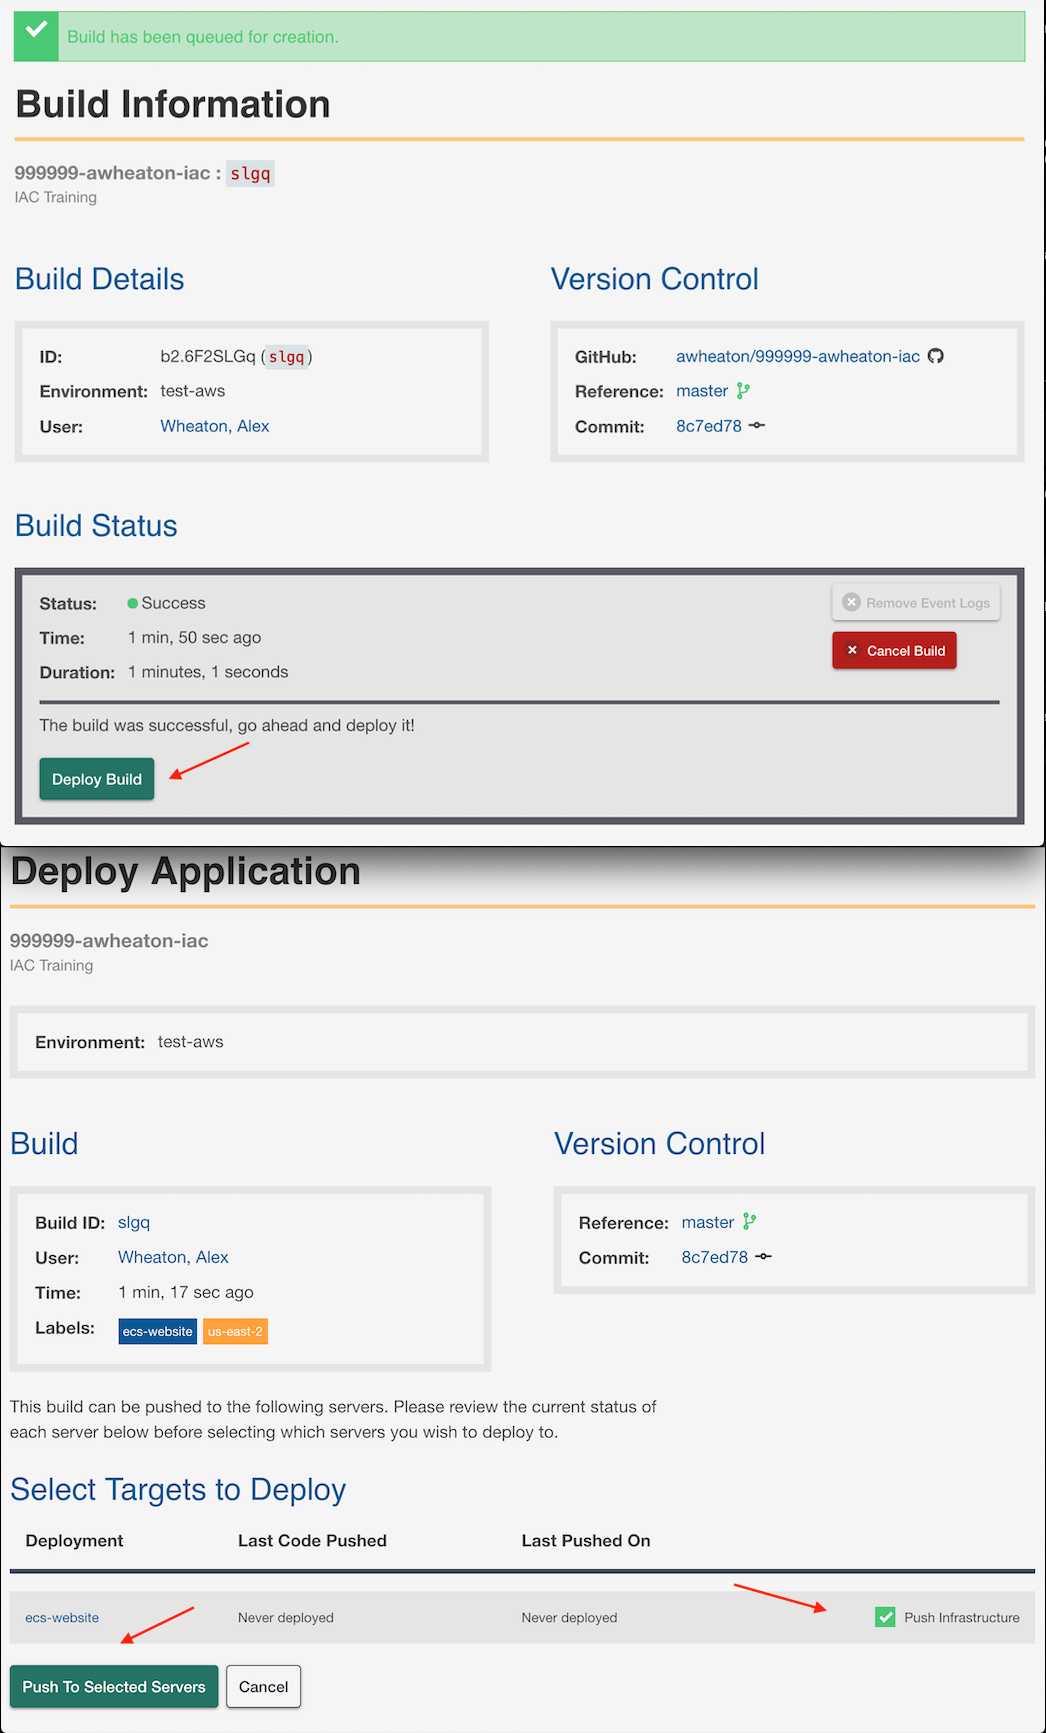 Build has been queued for creation.
Build Information
999999-awheaton-iac : slgq
IAC Training
Build Details
Version Control
ID: b2.6F2SLGq (slgq)
Environment: test-aws
User: Wheaton, Alex
GitHub: awheaton/999999-awheaton-iac
Reference: master
Commit: 8c7ed78
Build Status
Status: Success
Time: 1 min, 50 sec ago
Duration: 1 minutes, 1 seconds
Remove Event Logs
Cancel Build
The build was successful, go ahead and deploy it!
Deploy Build
Deploy Application
999999-awheaton-iac
IAC Training
Environment: test-aws
Build
Version Control
Build ID: slgq
User: Wheaton, Alex
Time: 1 min, 17 sec ago
Labels: ecs-website us-east-2
Reference: master
Commit: 8c7ed78
This build can be pushed to the following servers. Please review the current status of
each server below before selecting which servers you wish to deploy to.
Select Targets to Deploy
Deployment Last Code Pushed Last Pushed On
ecs-website Never deployed Never deployed Push Infrastructure
Push To Selected Servers Cancel